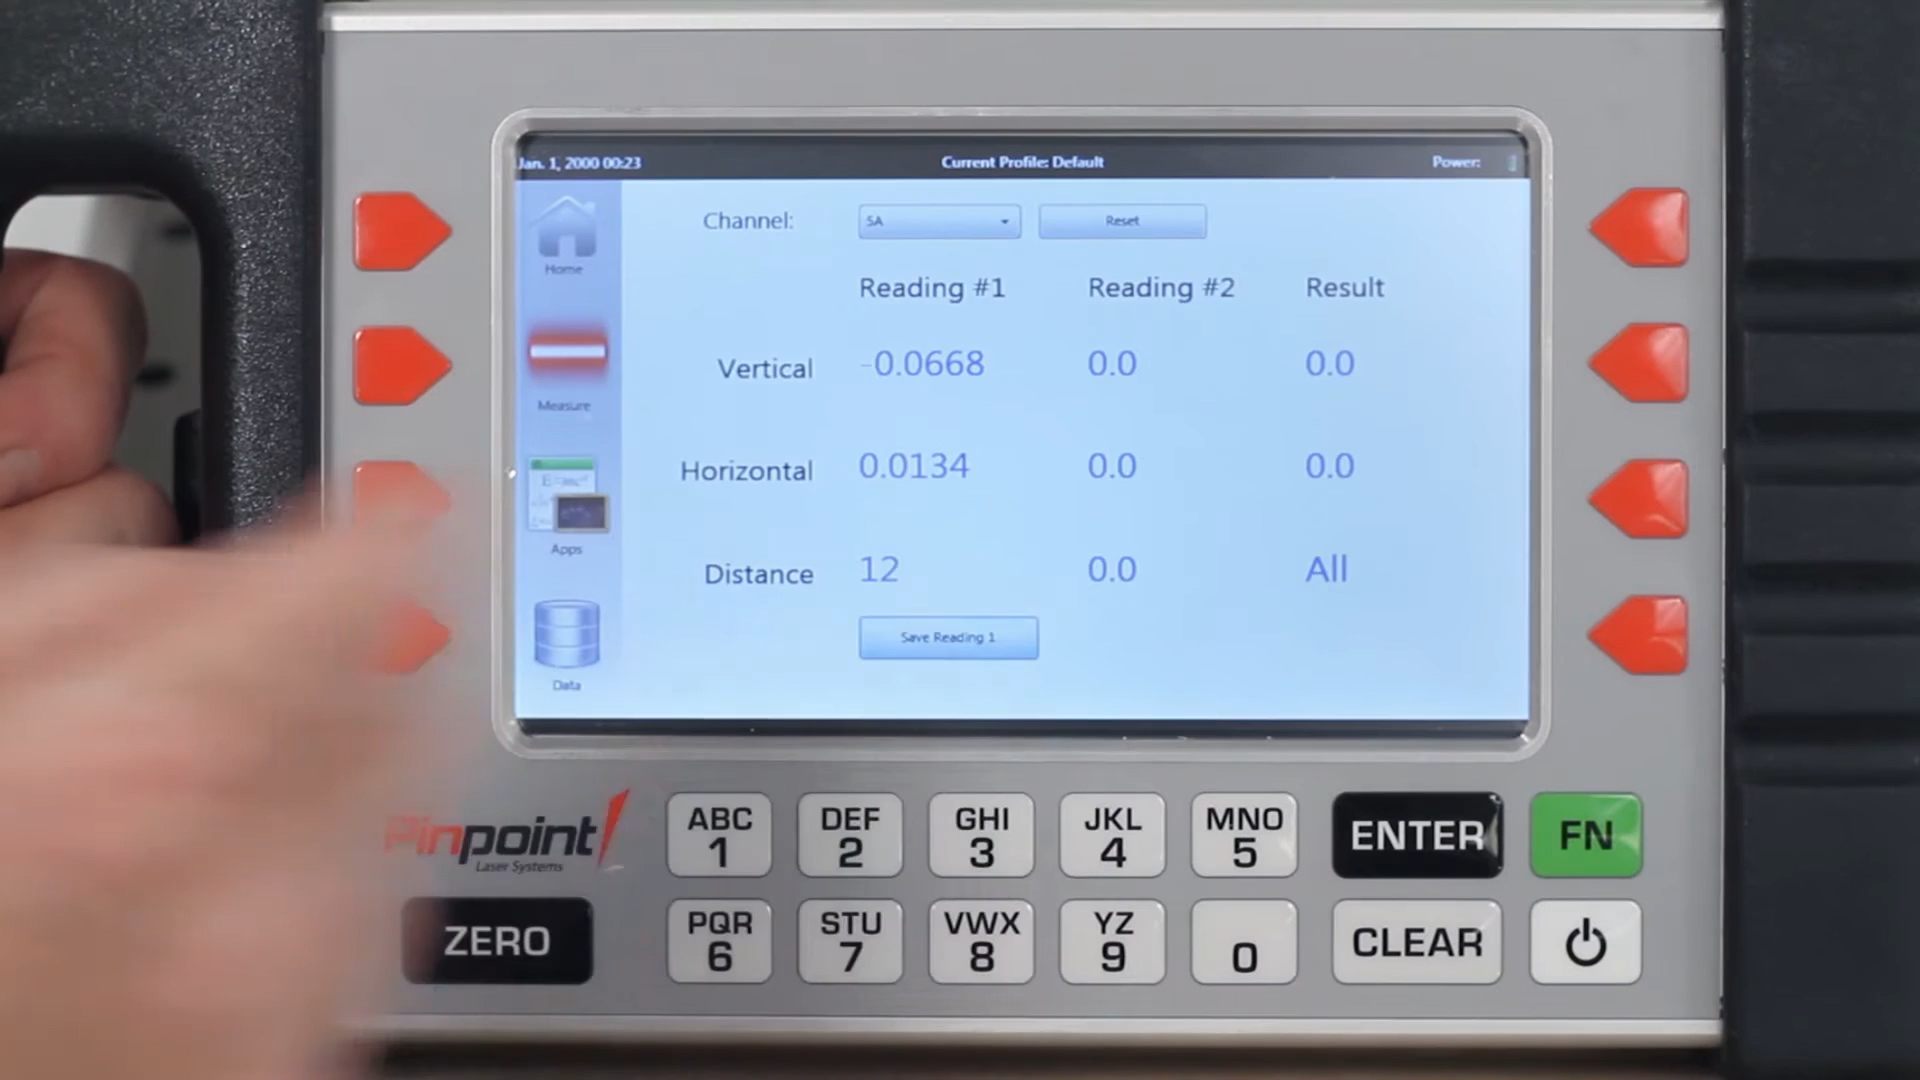 Jan. 1, 2000 00:23 Current Profile: Default Power:
Channel: 5A Reset
Home
Reading #1 Reading #2 Result
Vertical -0.0668 0.0 0.0
Measure
Horizontal 0.0134 0.0 0.0
Apps
Distance 12 0.0 All
Save Reading 1
Data
Pinpoint!
Laser Systems
ABC DEF GHI JKL MNO
1 2 3 4 5
ENTER FN
ZERO
PQR STU VWX YZ
6 7 8 9 0
CLEAR